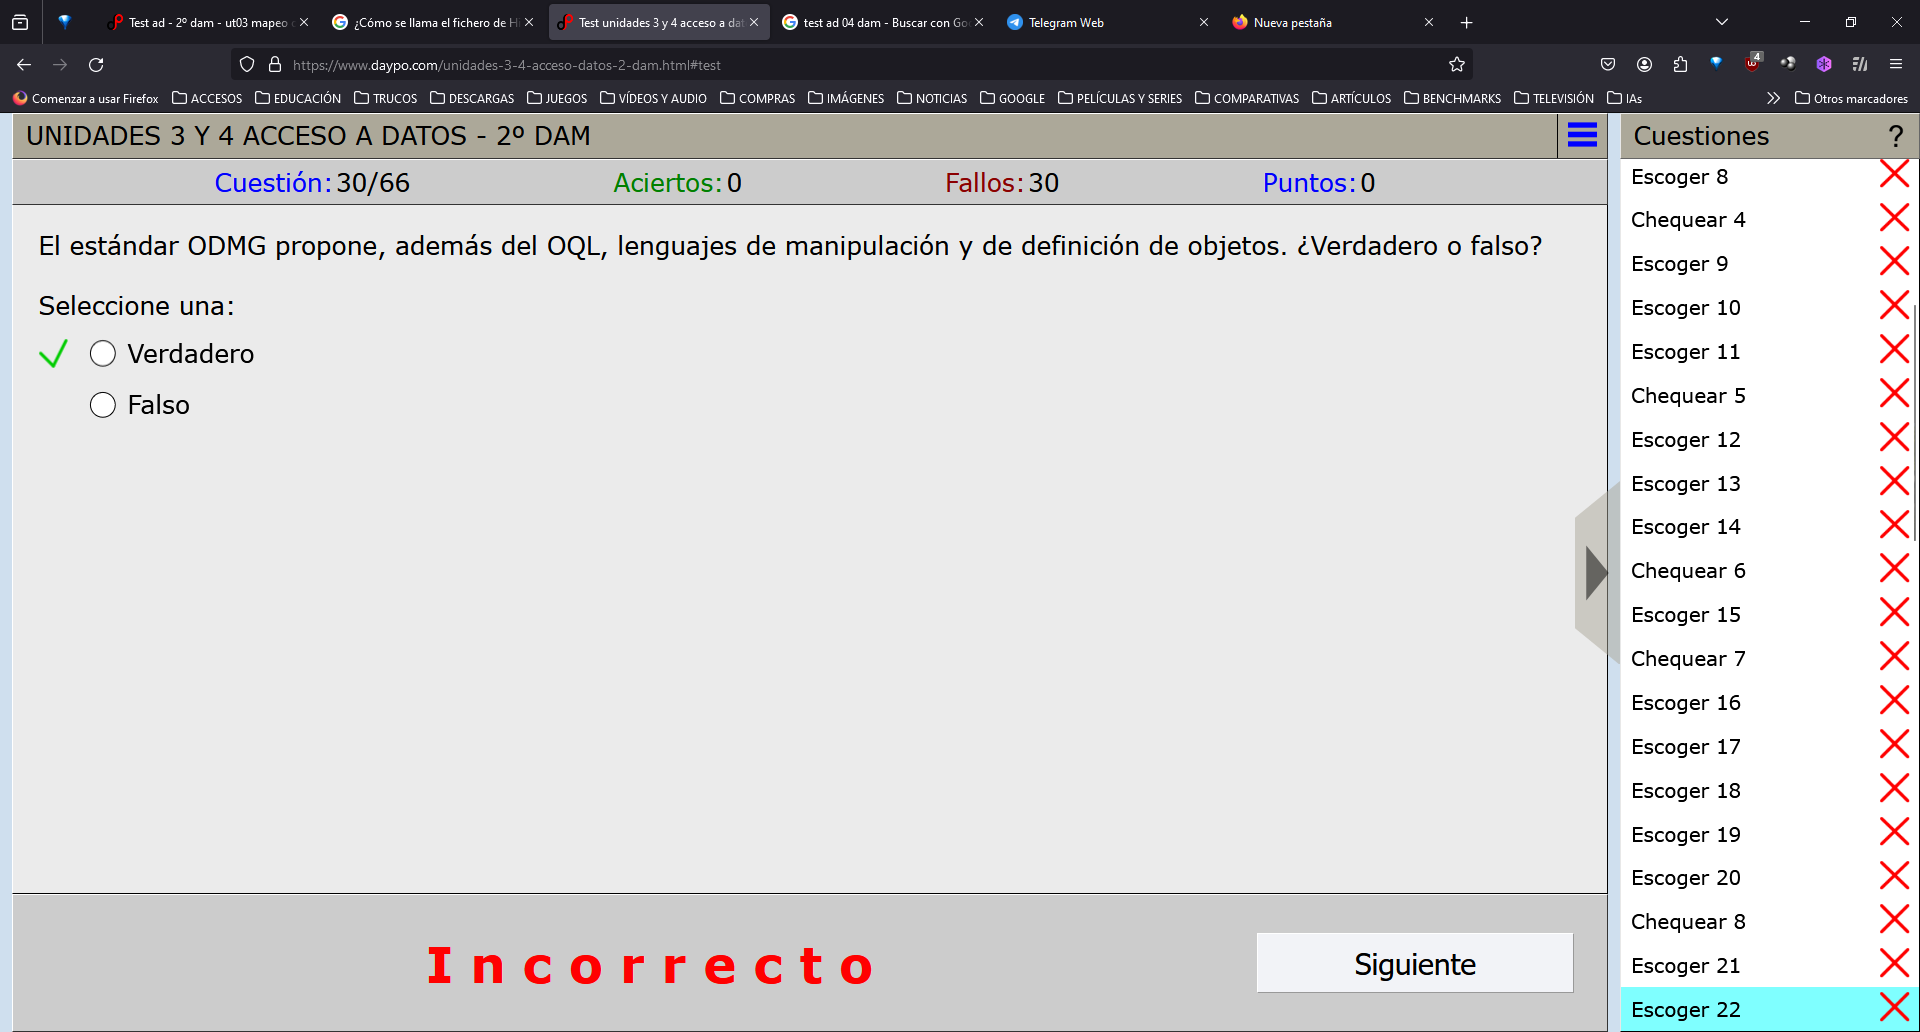 Test ad - 2º dam - ut03 mapeo
¿Cómo se llama el fichero de Hi
Test unidades 3 y 4 acceso a dat
test ad 04 dam - Buscar con Go
Telegram Web
Nueva pestaña
https://www.daypo.com/unidades-3-4-acceso-datos-2-dam.html#test
4
Comenzar a usar Firefox
ACCESOS
EDUCACIÓN
TRUCOS
DESCARGAS
JUEGOS
VÍDEOS Y AUDIO
COMPRAS
IMÁGENES
NOTICIAS
GOOGLE
PELÍCULAS Y SERIES
COMPARATIVAS
ARTÍCULOS
BENCHMARKS
TELEVISIÓN
IAs
Otros marcadores
UNIDADES 3 Y 4 ACCESO A DATOS - 2º DAM
Cuestión: 30/66
Aciertos: 0
Fallos: 30
Puntos: 0
El estándar ODMG propone, además del OQL, lenguajes de manipulación y de definición de objetos. ¿Verdadero o falso?
Seleccione una:
Verdadero
Falso
Incorrecto
Siguiente
Cuestiones ?
Escoger 8
Chequear 4
Escoger 9
Escoger 10
Escoger 11
Chequear 5
Escoger 12
Escoger 13
Escoger 14
Chequear 6
Escoger 15
Chequear 7
Escoger 16
Escoger 17
Escoger 18
Escoger 19
Escoger 20
Chequear 8
Escoger 21
Escoger 22